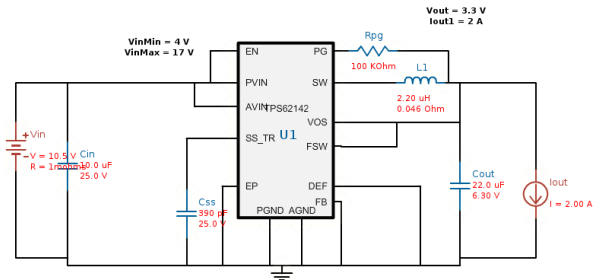 Vout = 3.3 V
Iout1 = 2 A
VinMin = 4 V
VinMax = 17 V
Rpg
100 KOhm
EN
PG
L1
PVIN
SW
2.20 uH
0.046 Ohm
AVIN
TPS62142
VOS
U1
SS_TR
FSW
Vin
V = 10.5 V
R = 1mohms
Cin
10.0 uF
25.0 V
EP
DEF
Cout
22.0 uF
6.30 V
Iout
I = 2.00 A
Css
390 pF
25.0 V
FB
PGND
AGND